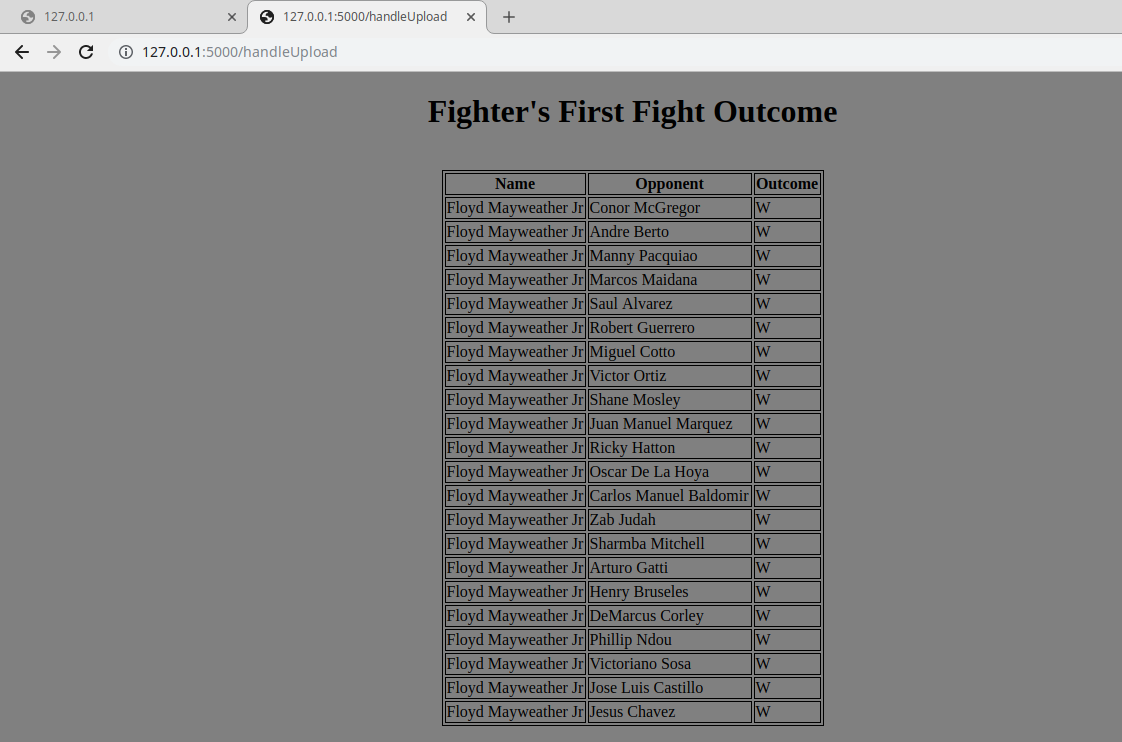 127.0.0.1
127.0.0.1:5000/handleUpload
127.0.0.1:5000/handleUpload
Fighter's First Fight Outcome
Name Opponent Outcome
Floyd Mayweather Jr Conor McGregor W
Floyd Mayweather Jr Andre Berto W
Floyd Mayweather Jr Manny Pacquiao W
Floyd Mayweather Jr Marcos Maidana W
Floyd Mayweather Jr Saul Alvarez W
Floyd Mayweather Jr Robert Guerrero W
Floyd Mayweather Jr Miguel Cotto W
Floyd Mayweather Jr Victor Ortiz W
Floyd Mayweather Jr Shane Mosley W
Floyd Mayweather Jr Juan Manuel Marquez W
Floyd Mayweather Jr Ricky Hatton W
Floyd Mayweather Jr Oscar De La Hoya W
Floyd Mayweather Jr Carlos Manuel Baldomir W
Floyd Mayweather Jr Zab Judah W
Floyd Mayweather Jr Sharmba Mitchell W
Floyd Mayweather Jr Arturo Gatti W
Floyd Mayweather Jr Henry Bruseles W
Floyd Mayweather Jr DeMarcus Corley W
Floyd Mayweather Jr Phillip Ndou W
Floyd Mayweather Jr Victoriano Sosa W
Floyd Mayweather Jr Jose Luis Castillo W
Floyd Mayweather Jr Jesus Chavez W